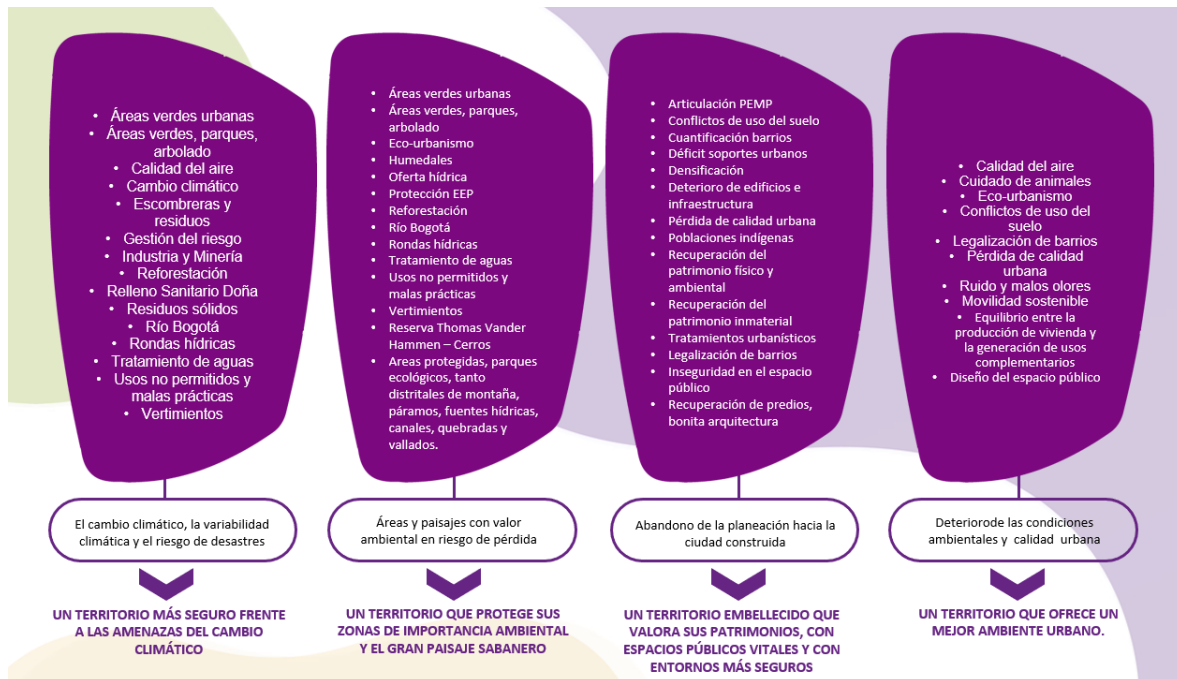 • Áreas verdes urbanas
• Áreas verdes, parques,
arbolado
• Calidad del aire
• Cambio climático
• Escombreras y
residuos
• Gestión del riesgo
• Industria y Minería
• Reforestación
• Relleno Sanitario Doña
• Residuos sólidos
• Río Bogotá
• Rondas hídricas
• Tratamiento de aguas
• Usos no permitidos y
malas prácticas
• Vertimientos
El cambio climático, la variabilidad
climática y el riesgo de desastres
UN TERRITORIO MÁS SEGURO FRENTE
A LAS AMENAZAS DEL CAMBIO
CLIMÁTICO
• Áreas verdes urbanas
• Áreas verdes, parques,
arbolado
• Eco-urbanismo
• Humedales
• Oferta hídrica
• Protección EEP
• Reforestación
• Río Bogotá
• Rondas hídricas
• Tratamiento de aguas
• Usos no permitidos y
malas prácticas
• Vertimientos
• Reserva Thomas Vander
Hammen – Cerros
• Areas protegidas, parques
ecológicos, tanto
distritales de montaña,
páramos, fuentes hídricas,
canales, quebradas y
vallados.
Áreas y paisajes con valor
ambiental en riesgo de pérdida
UN TERRITORIO QUE PROTEGE SUS
ZONAS DE IMPORTANCIA AMBIENTAL
Y EL GRAN PAISAJE SABANERO
• Articulación PEMP
• Conflictos de uso del suelo
• Cuantificación barrios
• Déficit soportes urbanos
• Densificación
• Deterioro de edificios e
infraestructura
• Pérdida de calidad urbana
• Poblaciones indígenas
• Recuperación del
patrimonio físico y
ambiental
• Recuperación del
patrimonio inmaterial
• Tratamientos urbanísticos
• Legalización de barrios
• Inseguridad en el espacio
público
• Recuperación de predios,
bonita arquitectura
Abandono de la planeación hacia la
ciudad construida
UN TERRITORIO EMBELLECIDO QUE
VALORA SUS PATRIMONIOS, CON
ESPACIOS PÚBLICOS VITALES Y CON
ENTORNOS MÁS SEGUROS
• Calidad del aire
• Cuidado de animales
• Eco-urbanismo
• Conflictos de uso del
suelo
• Legalización de barrios
• Pérdida de calidad
urbana
• Ruido y malos olores
• Movilidad sostenible
• Equilibrio entre la
producción de vivienda y
la generación de usos
complementarios
• Diseño del espacio público
Deteriorode las condiciones
ambientales y calidad urbana
UN TERRITORIO QUE OFRECE UN
MEJOR AMBIENTE URBANO.